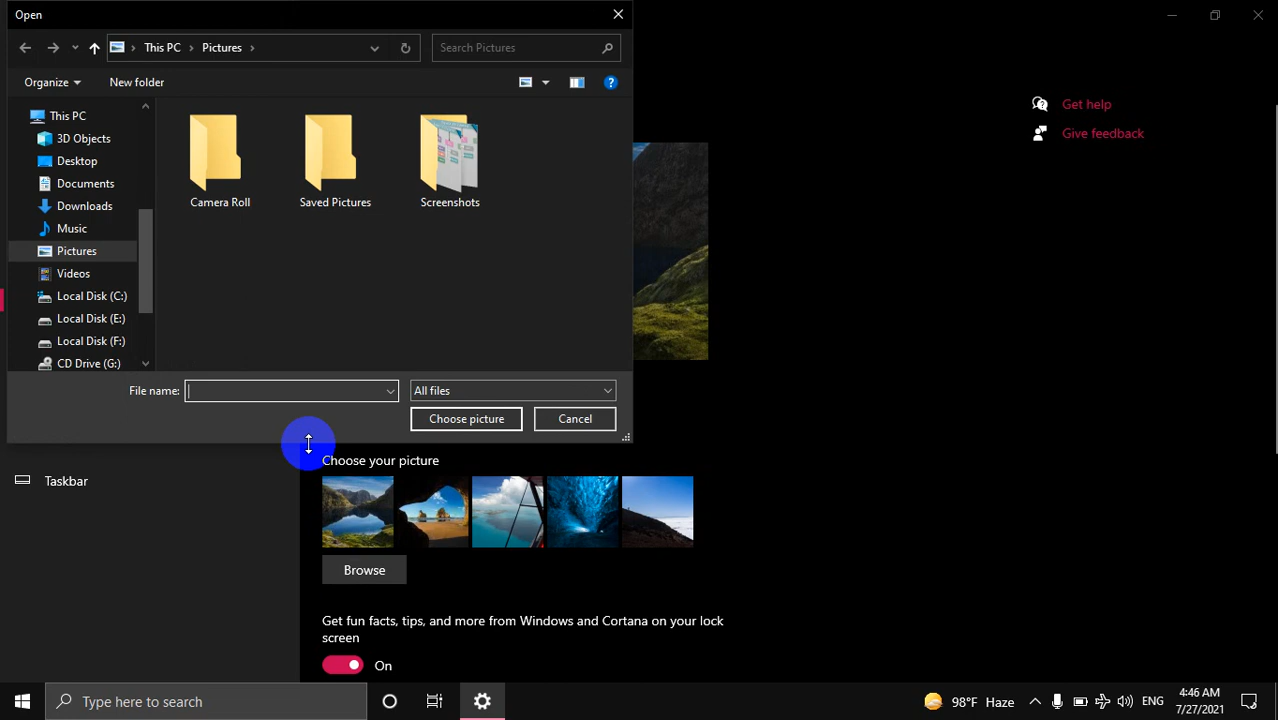 Open
This PC
Pictures
Search Pictures
Organize
New folder
This PC
3D Objects
Desktop
Documents
Downloads
Music
Pictures
Videos
Local Disk (C:)
Local Disk (E:)
Local Disk (F:)
CD Drive (G:)
Camera Roll
Saved Pictures
Screenshots
File name:
All files
Choose picture
Cancel
Get help
Give feedback
Taskbar
Choose your picture
Browse
Get fun facts, tips, and more from Windows and Cortana on your lock
screen
On
Type here to search
98°F Haze
ENG
4:46 AM
7/27/2021